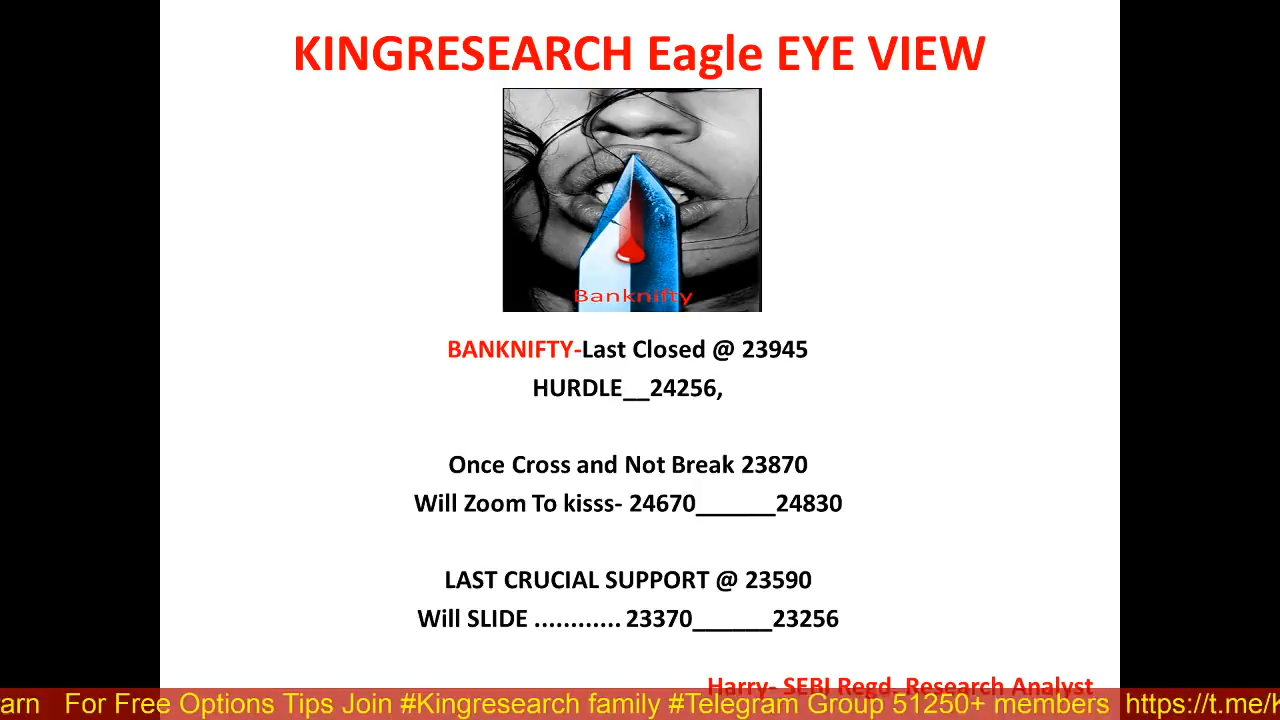 KINGRESEARCH Eagle EYE VIEW
Banknifty
BANKNIFTY-Last Closed @ 23945
HURDLE__24256,
Once Cross and Not Break 23870
Will Zoom To kisss- 24670______24830
LAST CRUCIAL SUPPORT @ 23590
Will SLIDE ............ 23370______23256
Harry- SEBI Regd. Research Analyst
arn For Free Options Tips Join #Kingresearch family #Telegram Group 51250+ members https://t.me/K